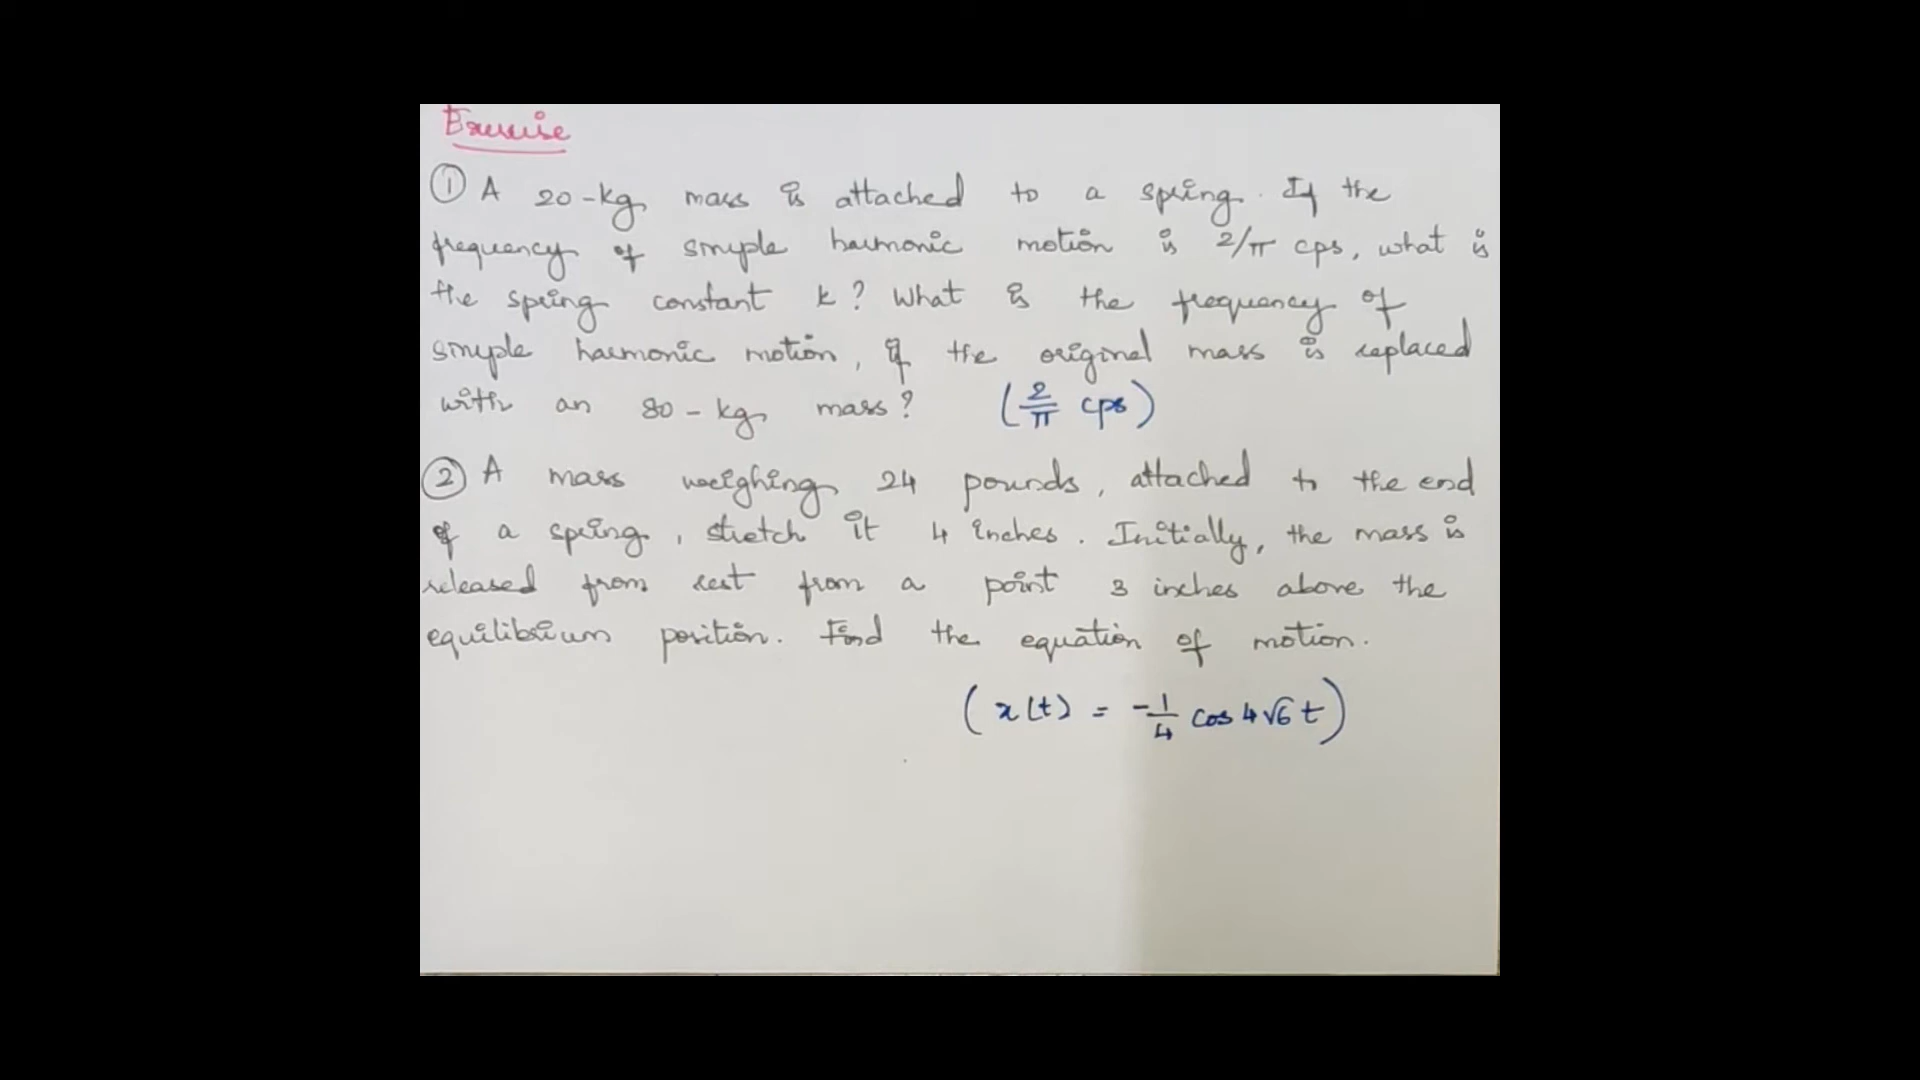 Exercise
① A 20-kg mass is attached to a spring. If the
frequency of simple harmonic motion is 2/π cps, what is
the spring constant k? What is the frequency of
simple harmonic motion, if the original mass is replaced
with an 80-kg mass? (2/π cps)
② A mass weighing 24 pounds, attached to the end
of a spring, stretch it 4 inches. Initially, the mass is
released from rest from a point 3 inches above the
equilibrium position. Find the equation of motion.
(x(t) = -1/4 cos 4√6 t)